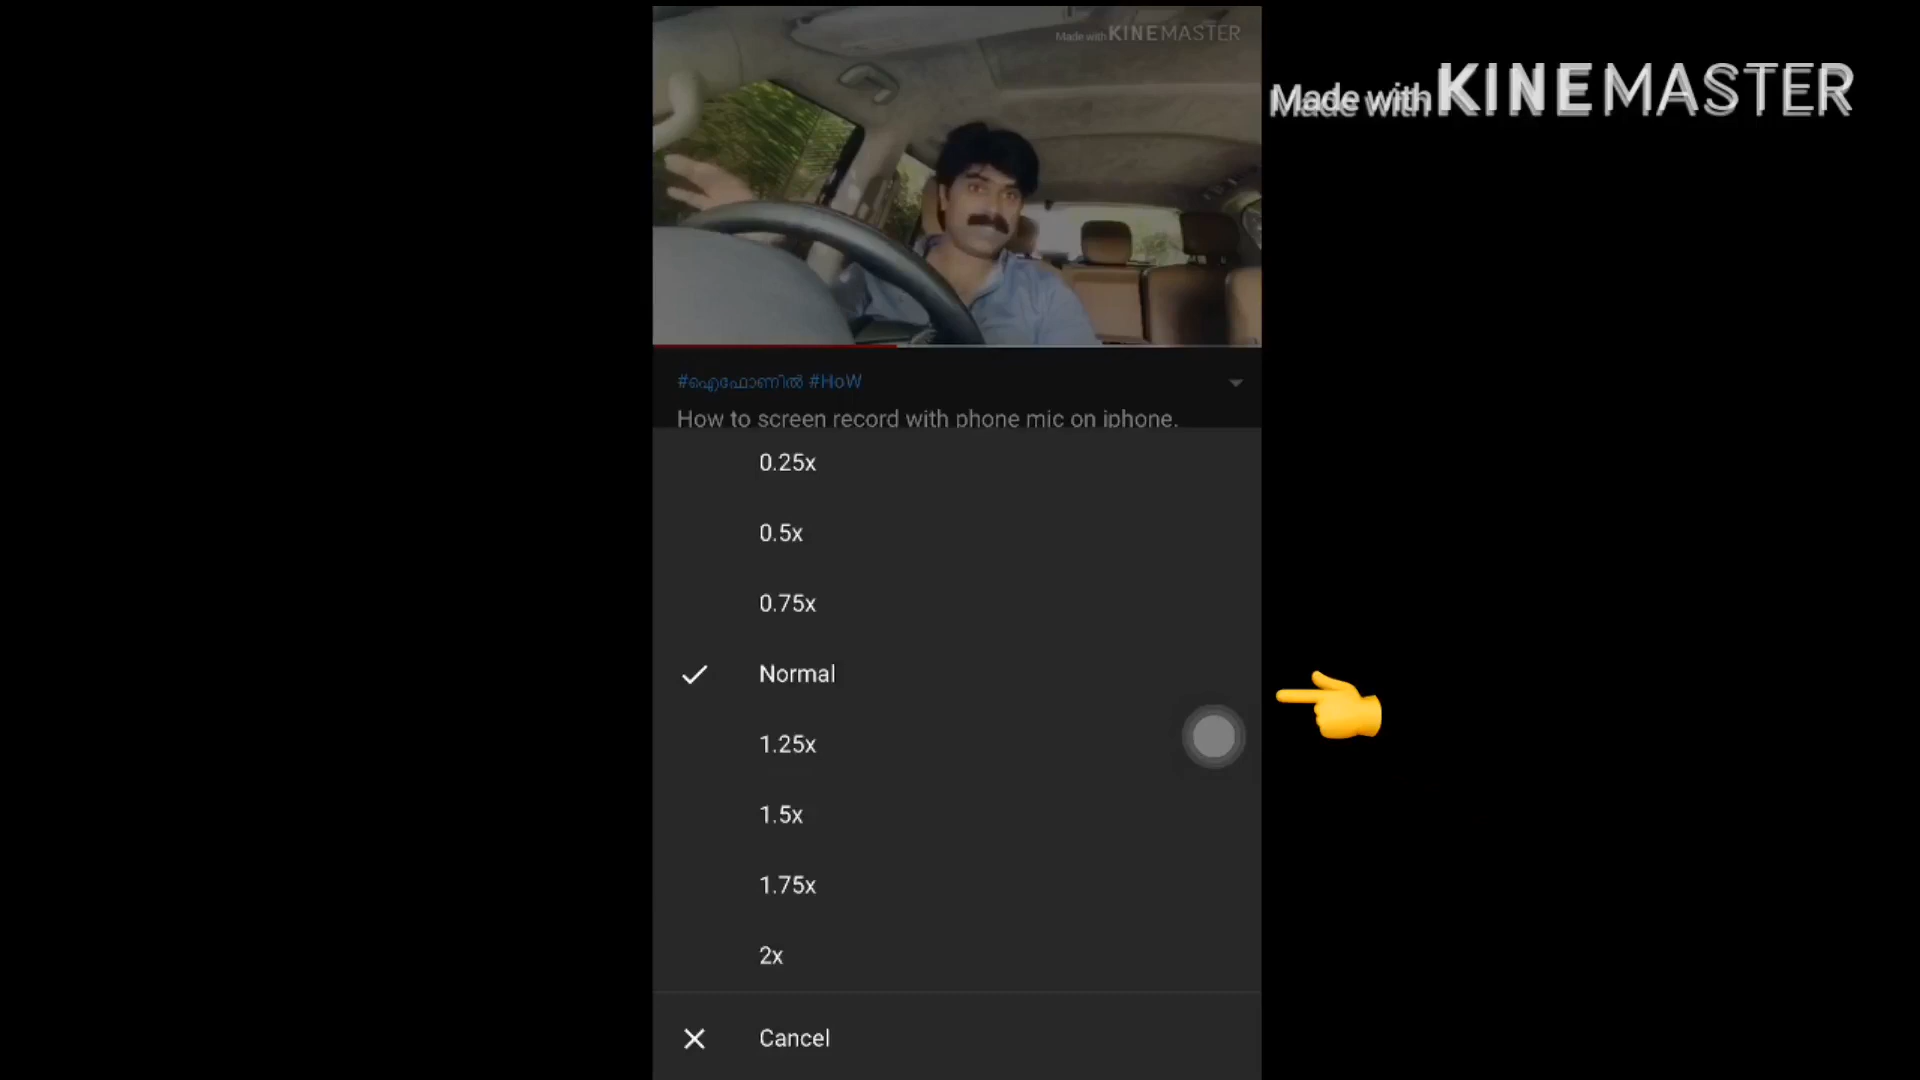 Made with KINEMASTER
Made with KINEMASTER
#ഐഫോണിൽ #HoW
How to screen record with phone mic on iphone.
0.25x
0.5x
0.75x
Normal
1.25x
1.5x
1.75x
2x
Cancel